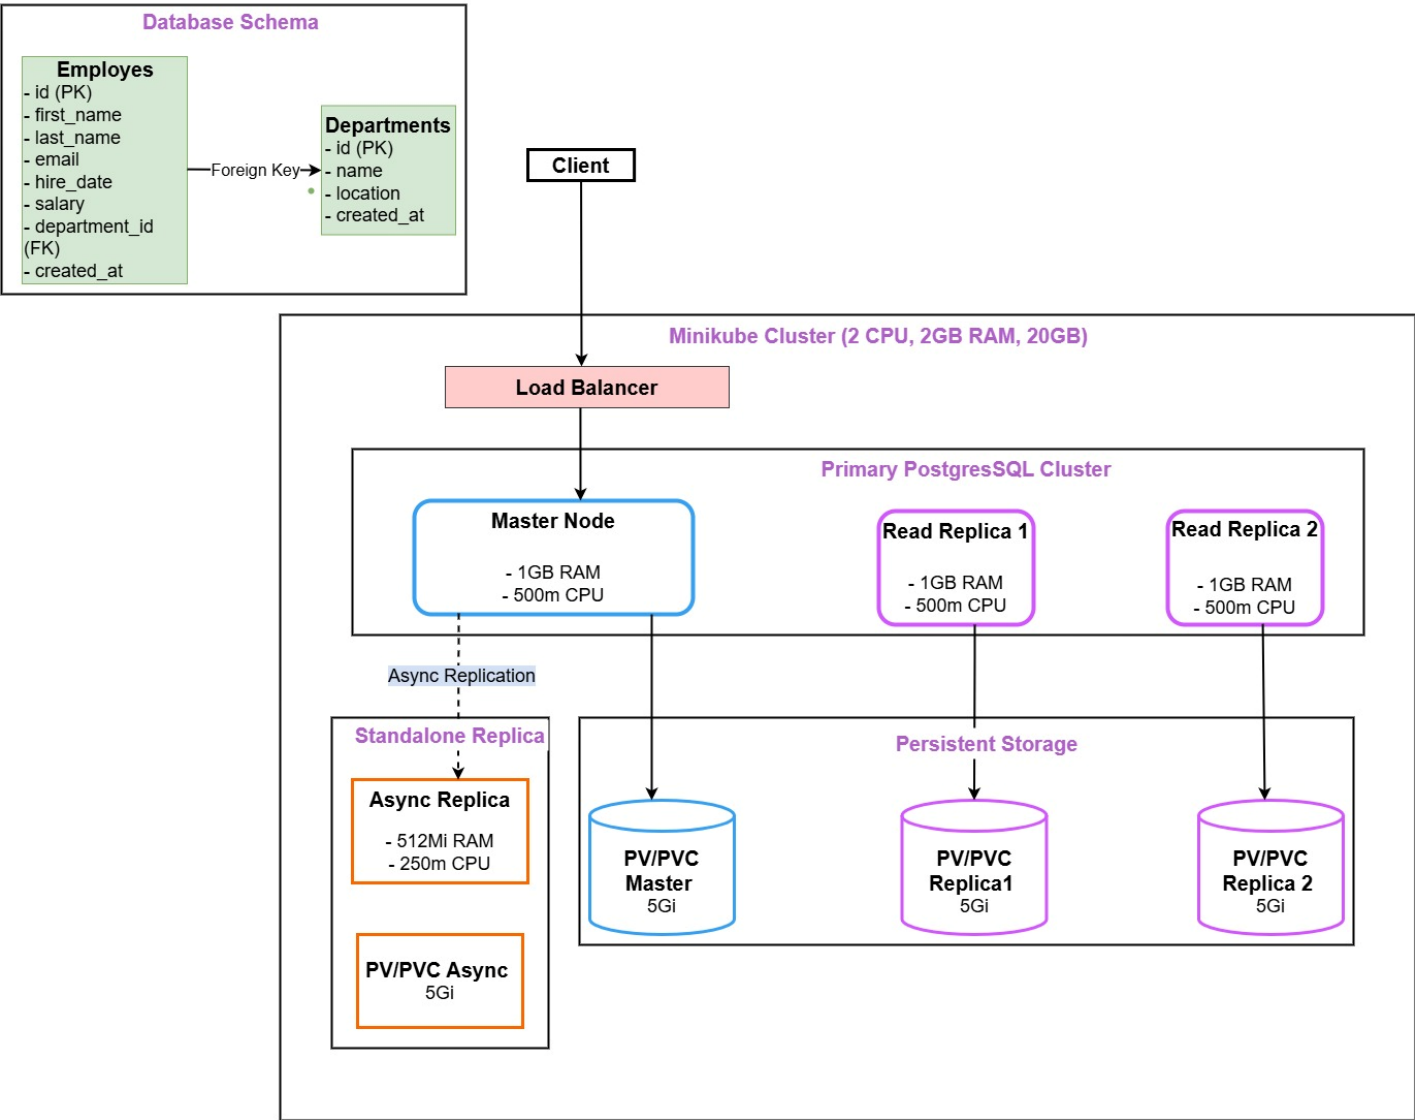 Database Schema
Employes
- id (PK)
- first_name
- last_name
- email
- hire_date
- salary
- department_id
(FK)
- created_at
Foreign Key
Departments
- id (PK)
- name
- location
- created_at
Client
Minikube Cluster (2 CPU, 2GB RAM, 20GB)
Load Balancer
Primary PostgresSQL Cluster
Master Node
- 1GB RAM
- 500m CPU
Read Replica 1
- 1GB RAM
- 500m CPU
Read Replica 2
- 1GB RAM
- 500m CPU
Async Replication
Standalone Replica
Async Replica
- 512Mi RAM
- 250m CPU
PV/PVC Async
5Gi
Persistent Storage
PV/PVC
Master
5Gi
PV/PVC
Replica1
5Gi
PV/PVC
Replica 2
5Gi